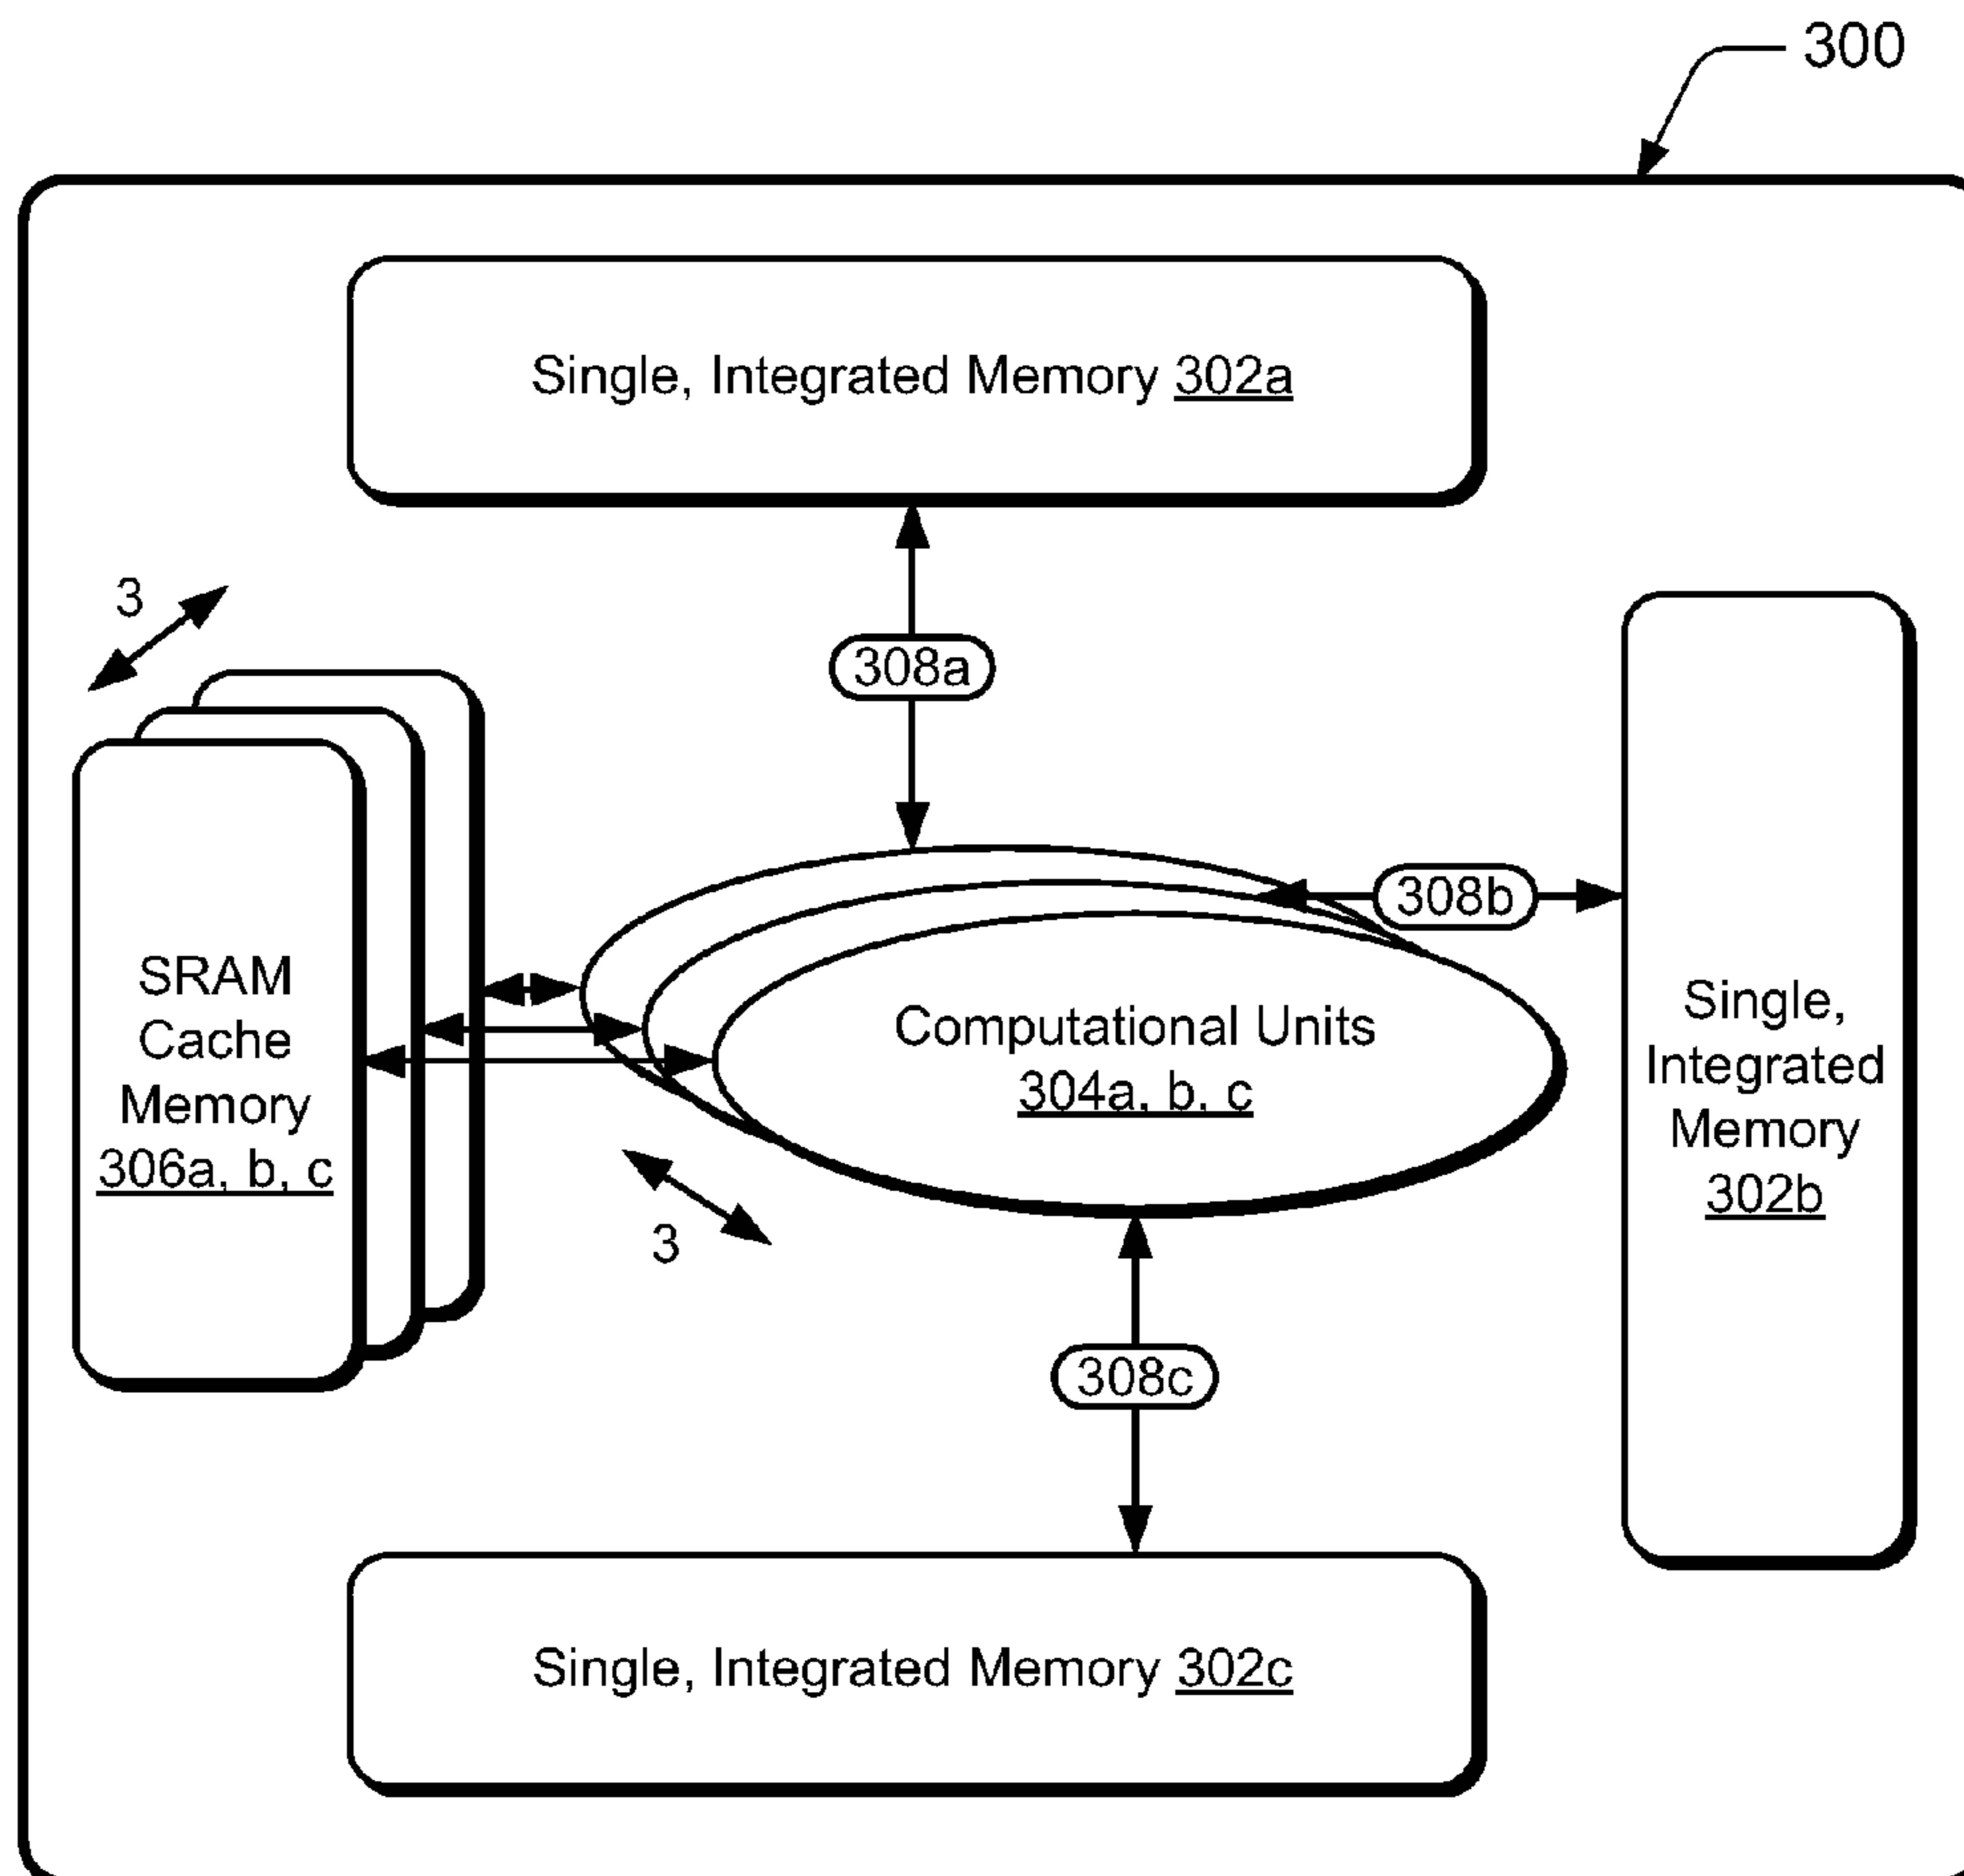 300
Single, Integrated Memory 302a
3
308a
308b
SRAM
Cache
Memory
306a, b, c
Computational Units
304a, b, c
Single,
Integrated
Memory
302b
3
308c
Single, Integrated Memory 302c